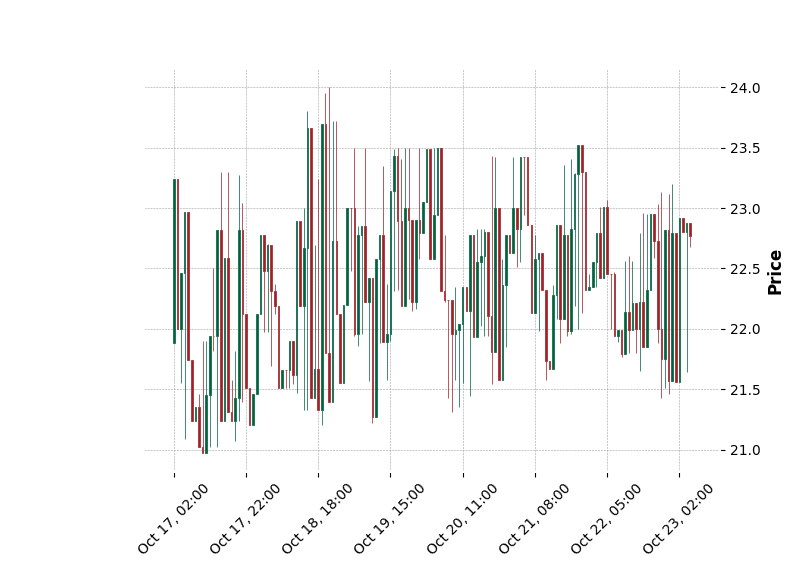 24.0
23.5
23.0
22.5
22.0
21.5
21.0
Price
Oct 17, 02:00
Oct 17, 22:00
Oct 18, 18:00
Oct 19, 15:00
Oct 20, 11:00
Oct 21, 08:00
Oct 22, 05:00
Oct 23, 02:00